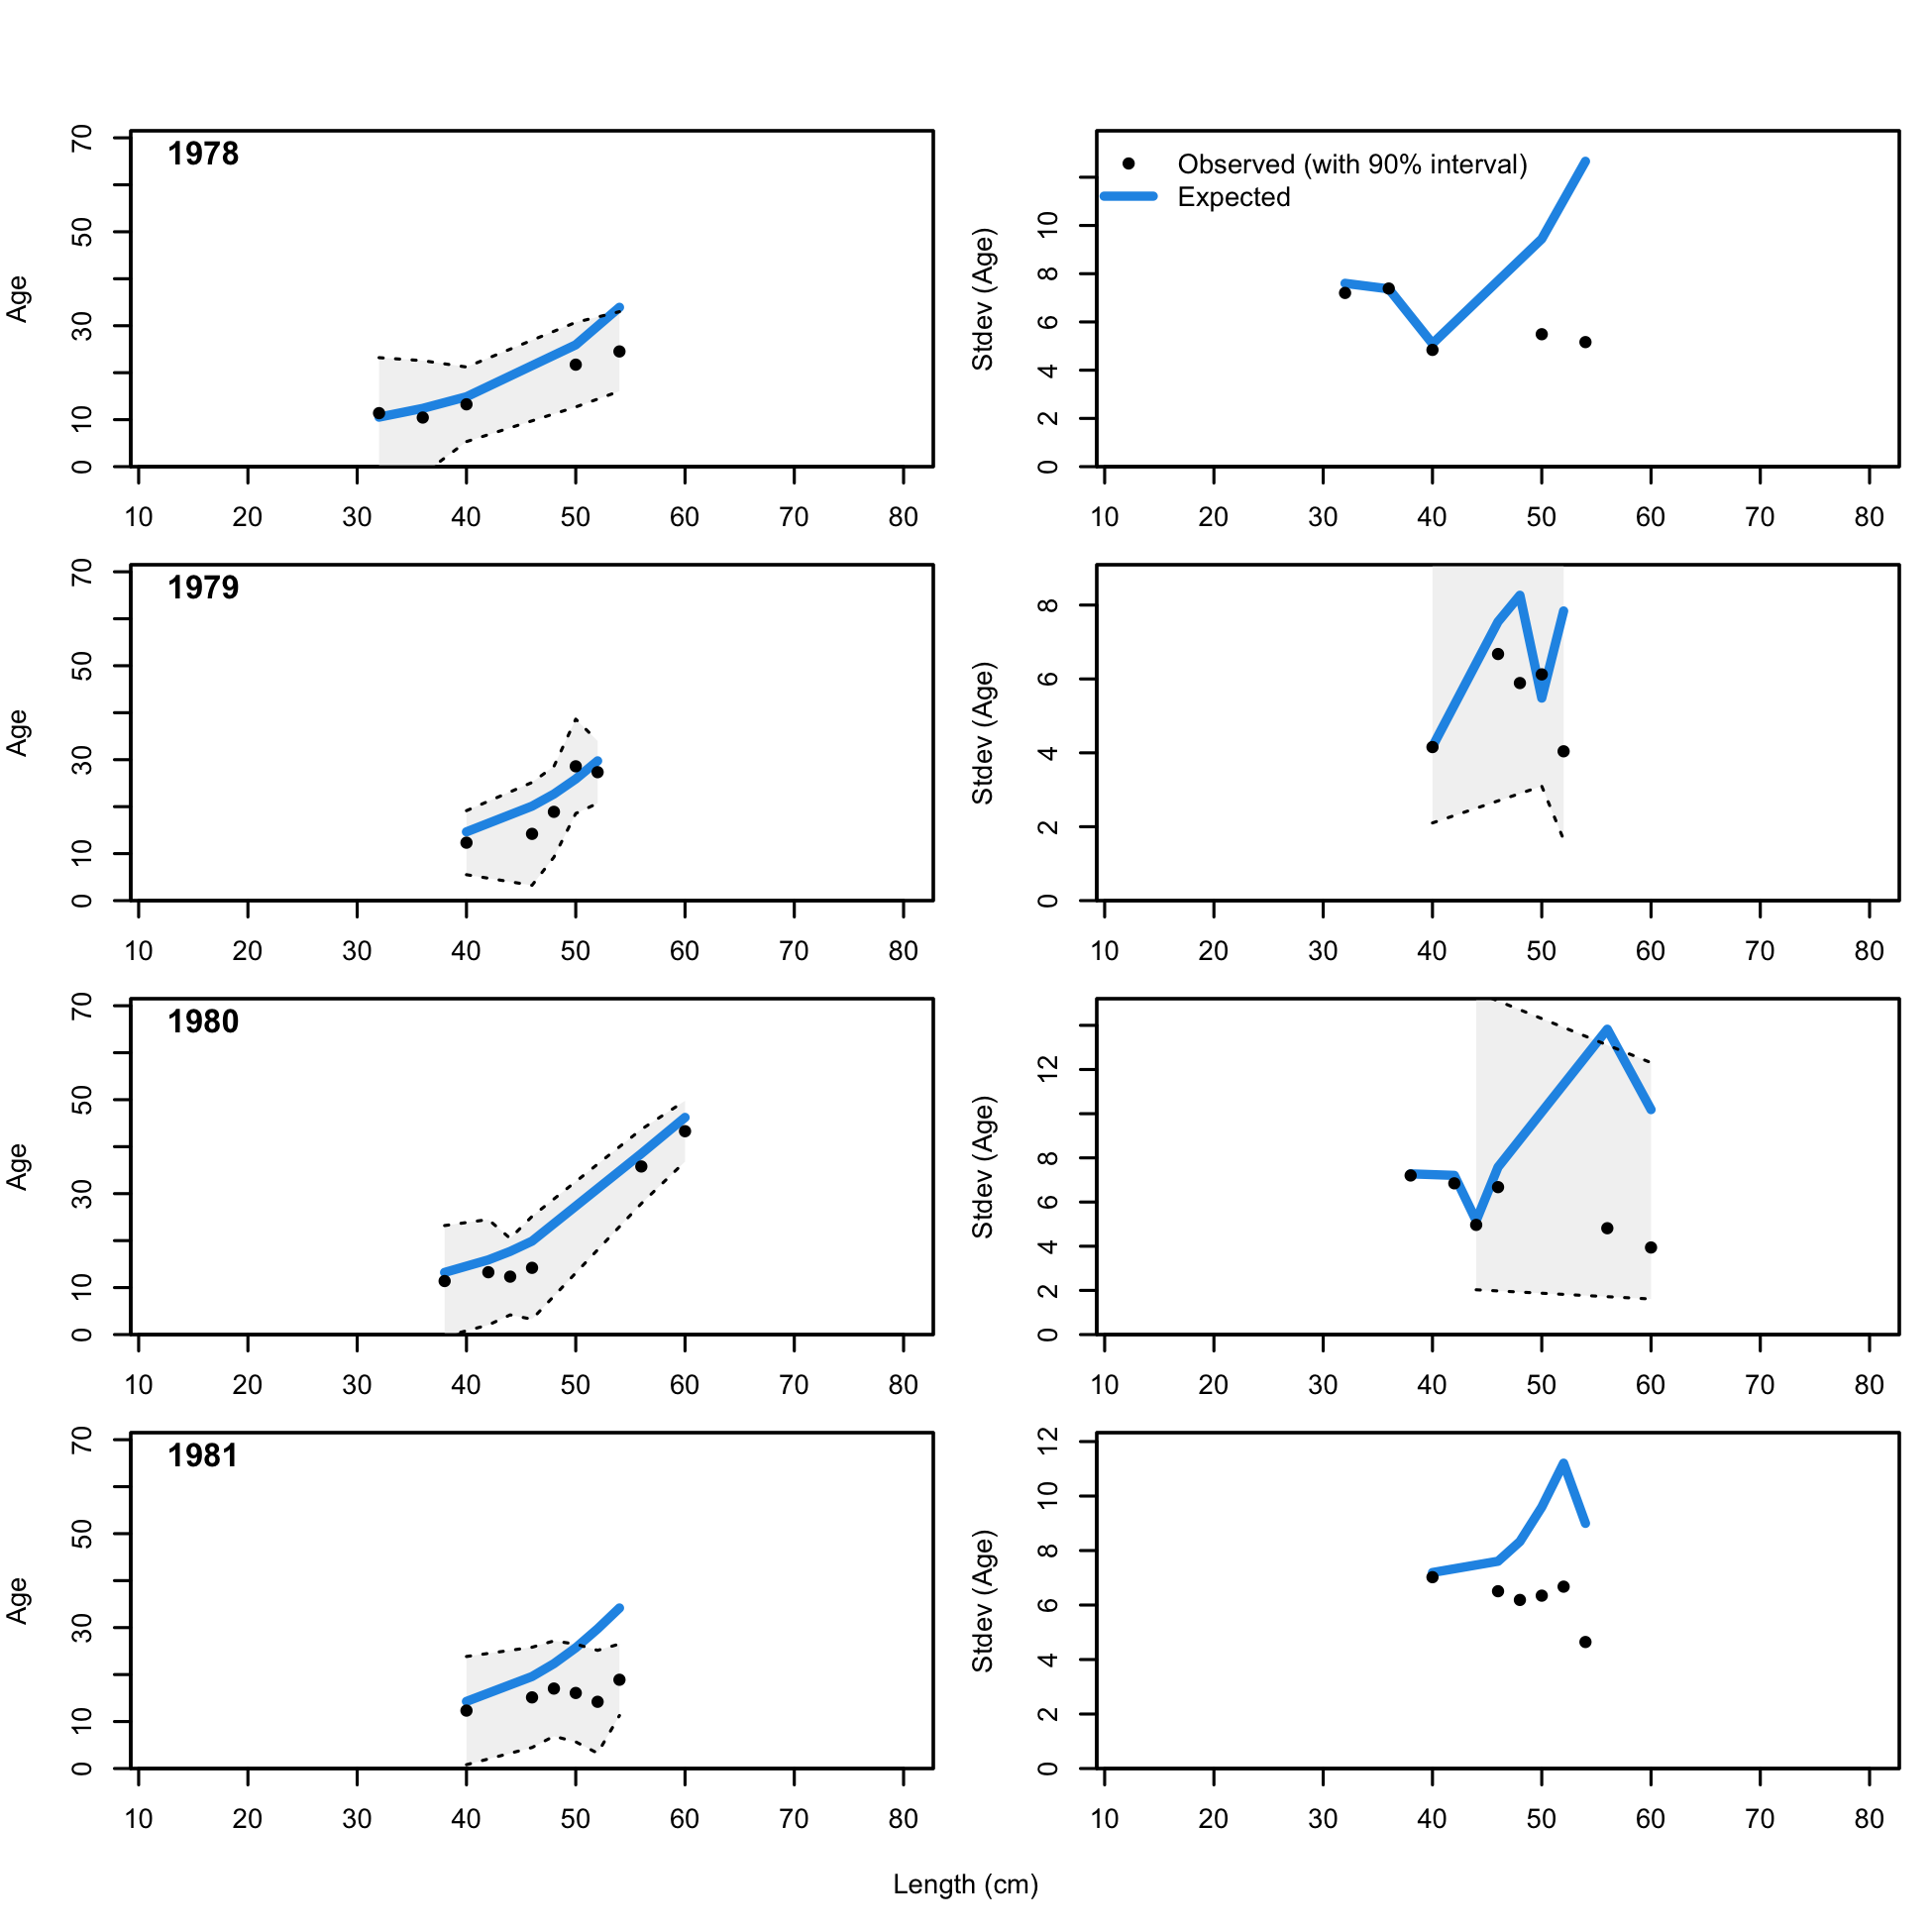 1978
Age
0 10 30 50 70
10 20 30 40 50 60 70 80
Observed (with 90% interval)
Expected
Stdev (Age)
0 2 4 6 8 10
10 20 30 40 50 60 70 80
1979
Age
0 10 30 50 70
10 20 30 40 50 60 70 80
Stdev (Age)
0 2 4 6 8
10 20 30 40 50 60 70 80
1980
Age
0 10 30 50 70
10 20 30 40 50 60 70 80
Stdev (Age)
0 2 4 6 8 12
10 20 30 40 50 60 70 80
1981
Age
0 10 30 50 70
10 20 30 40 50 60 70 80
Stdev (Age)
0 2 4 6 8 10 12
10 20 30 40 50 60 70 80
Length (cm)